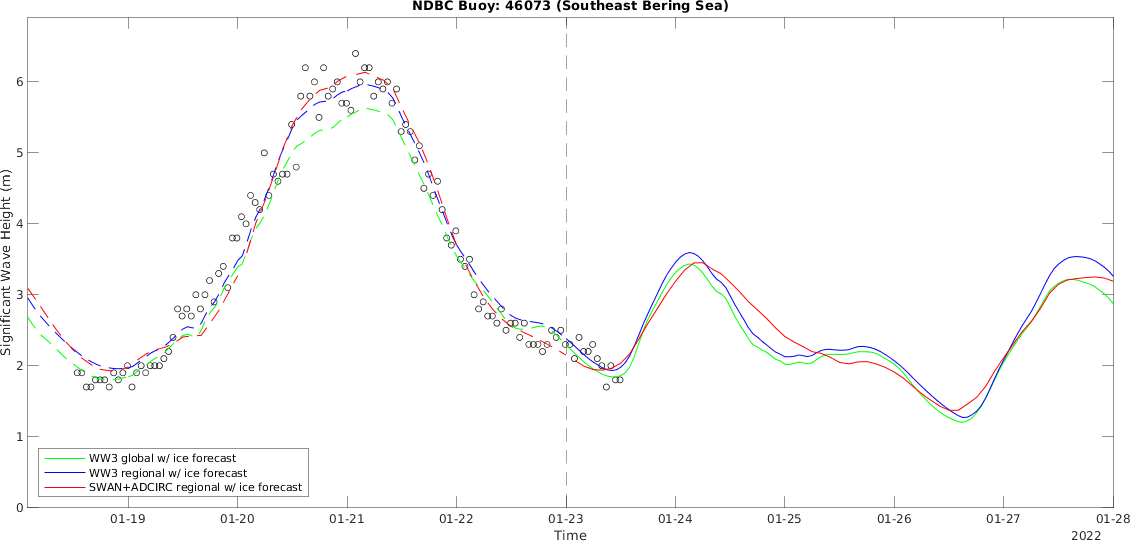 NDBC Buoy: 46073 (Southeast Bering Sea)
Significant Wave Height (m)
6
5
4
3
2
1
0
WW3 global w/ ice forecast
WW3 regional w/ ice forecast
SWAN+ADCIRC regional w/ ice forecast
01-19 01-20 01-21 01-22 01-23 01-24 01-25 01-26 01-27 01-28
Time
2022